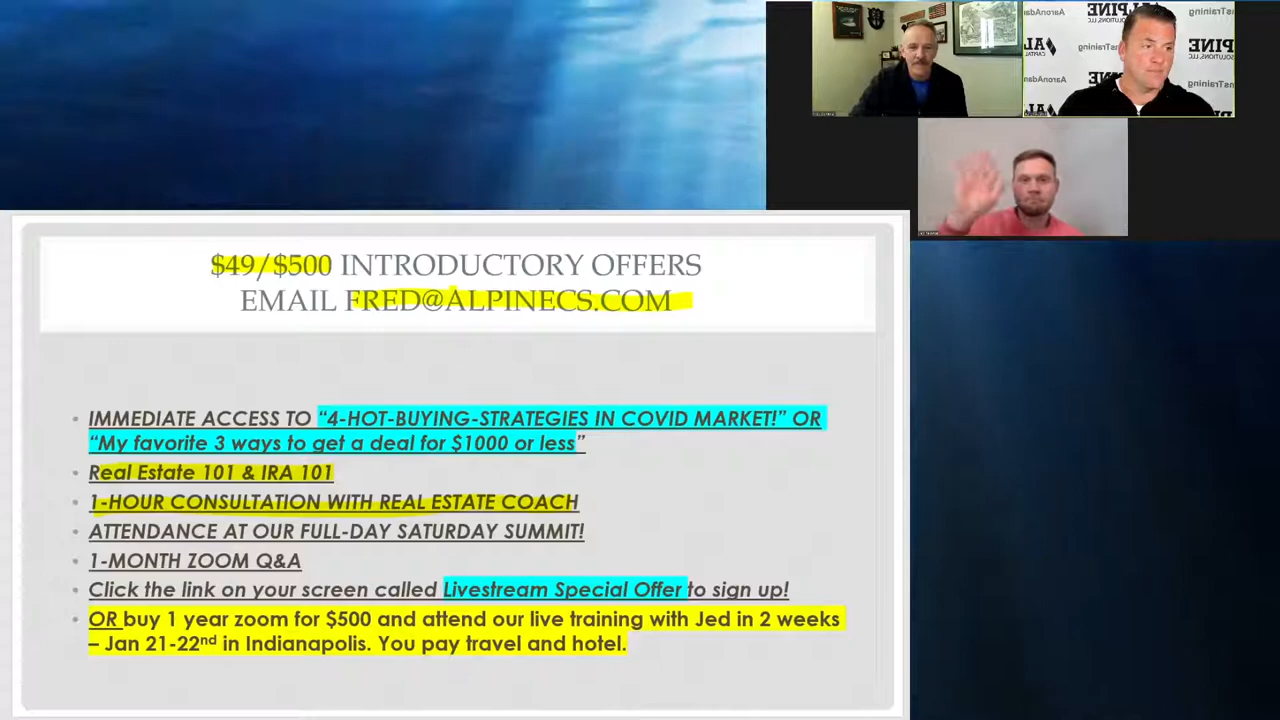 $49/$500 INTRODUCTORY OFFERS
EMAIL FRED@ALPINECS.COM
• IMMEDIATE ACCESS TO “4-HOT-BUYING-STRATEGIES IN COVID MARKET!” OR
“My favorite 3 ways to get a deal for $1000 or less”
• Real Estate 101 & IRA 101
• 1-HOUR CONSULTATION WITH REAL ESTATE COACH
• ATTENDANCE AT OUR FULL-DAY SATURDAY SUMMIT!
• 1-MONTH ZOOM Q&A
• Click the link on your screen called Livestream Special Offer to sign up!
• OR buy 1 year zoom for $500 and attend our live training with Jed in 2 weeks
– Jan 21-22nd in Indianapolis. You pay travel and hotel.